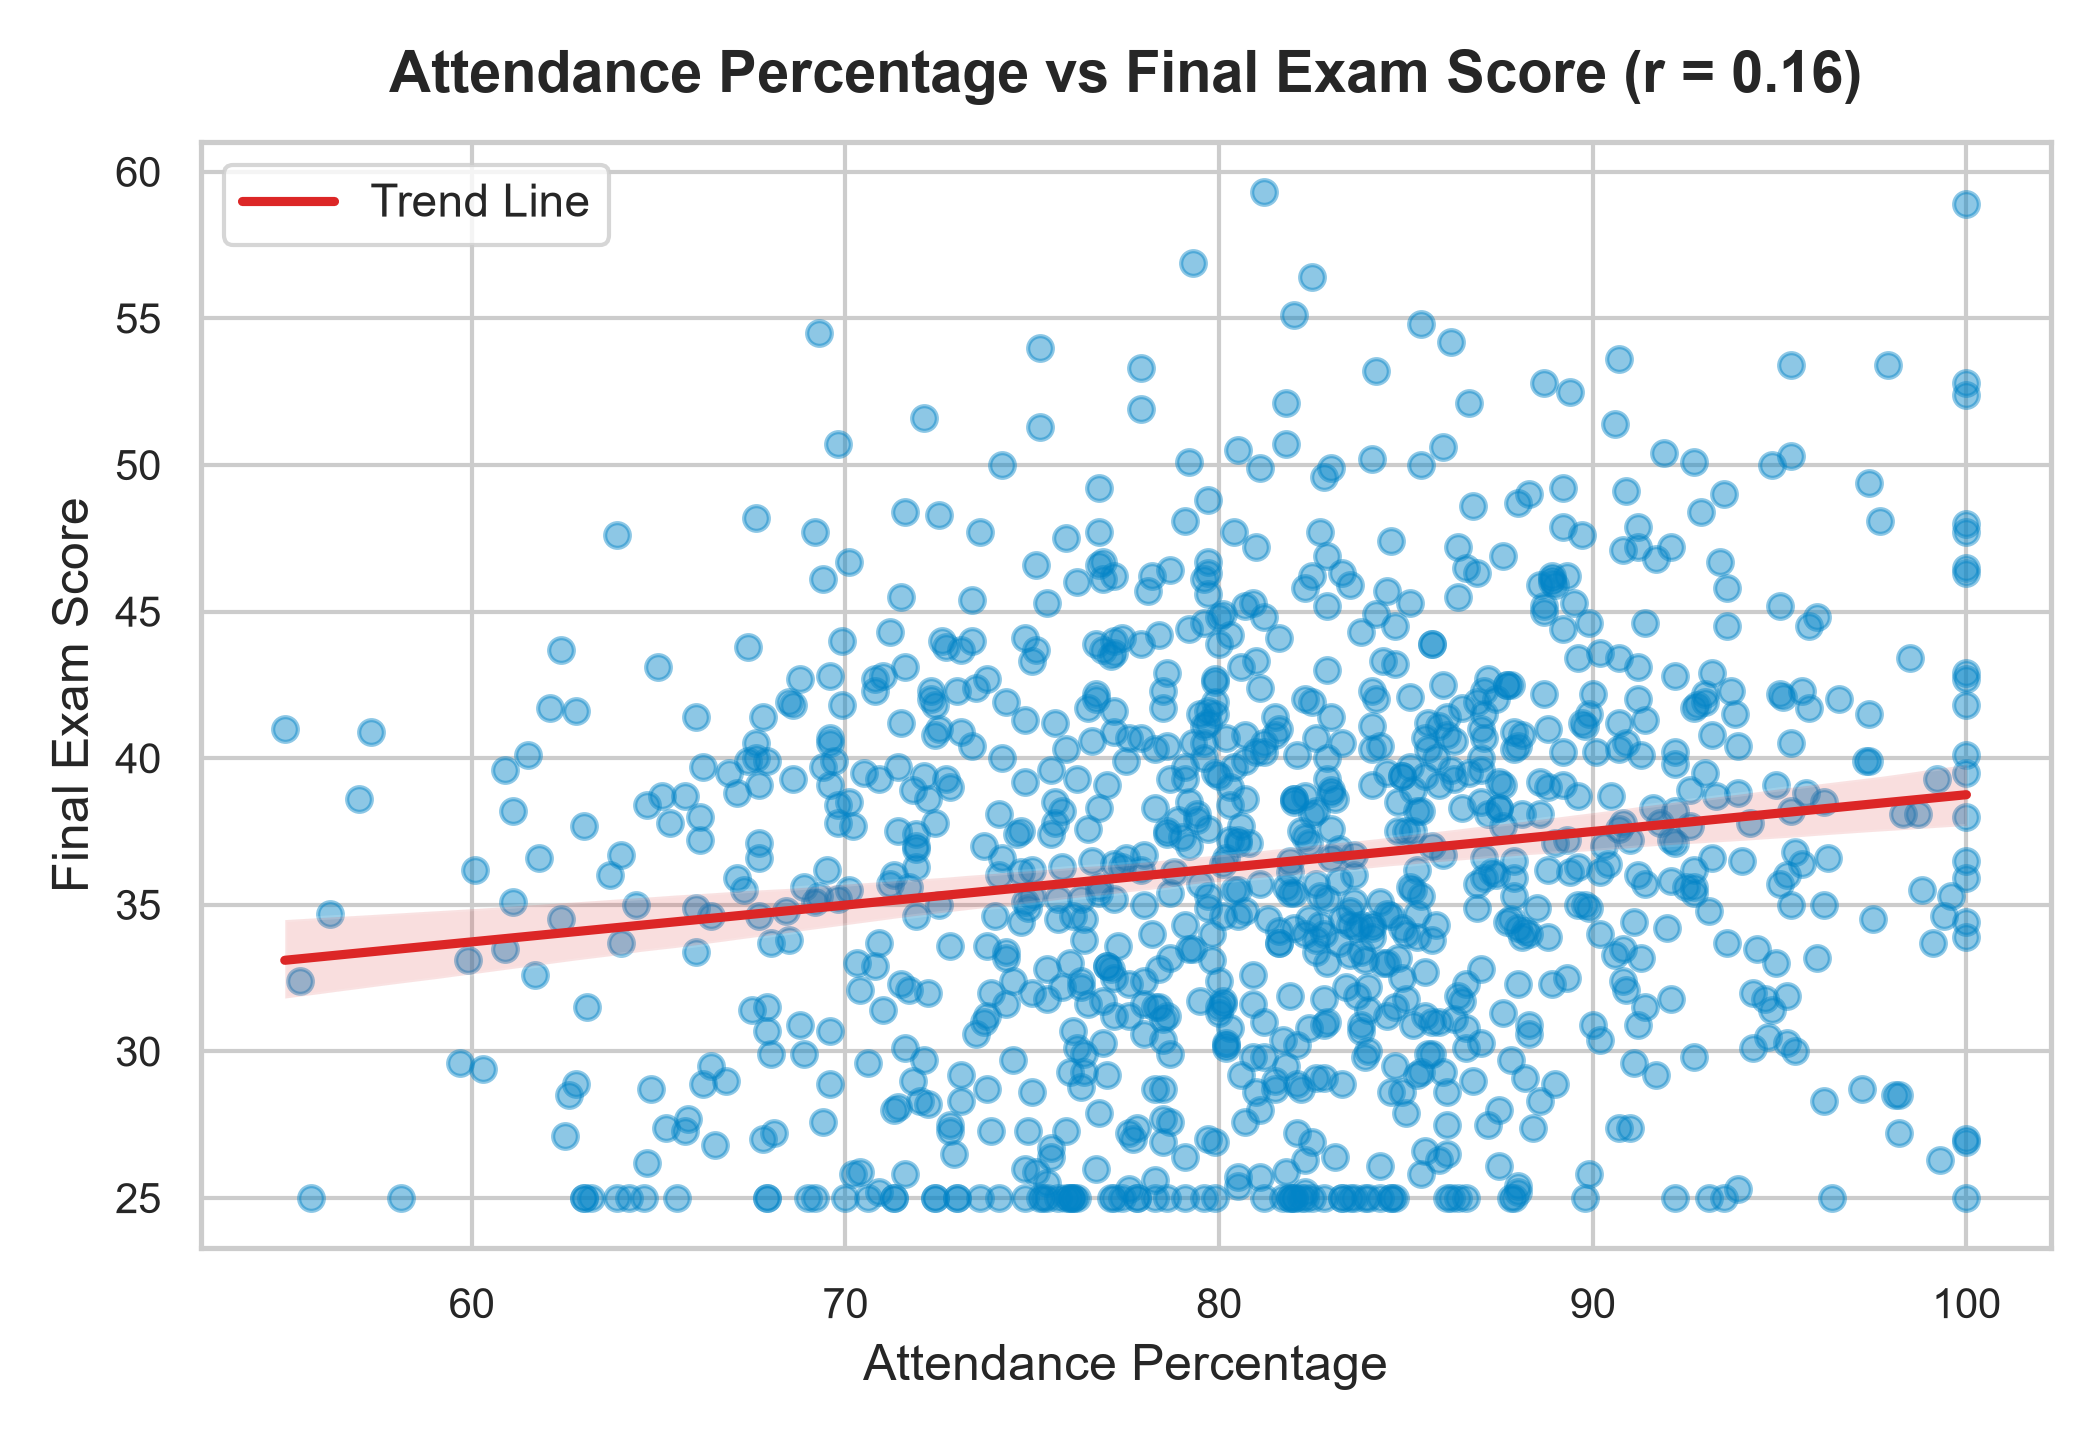 Attendance Percentage vs Final Exam Score (r = 0.16)
Trend Line
60
55
50
45
40
35
30
25
Final Exam Score
60 70 80 90 100
Attendance Percentage